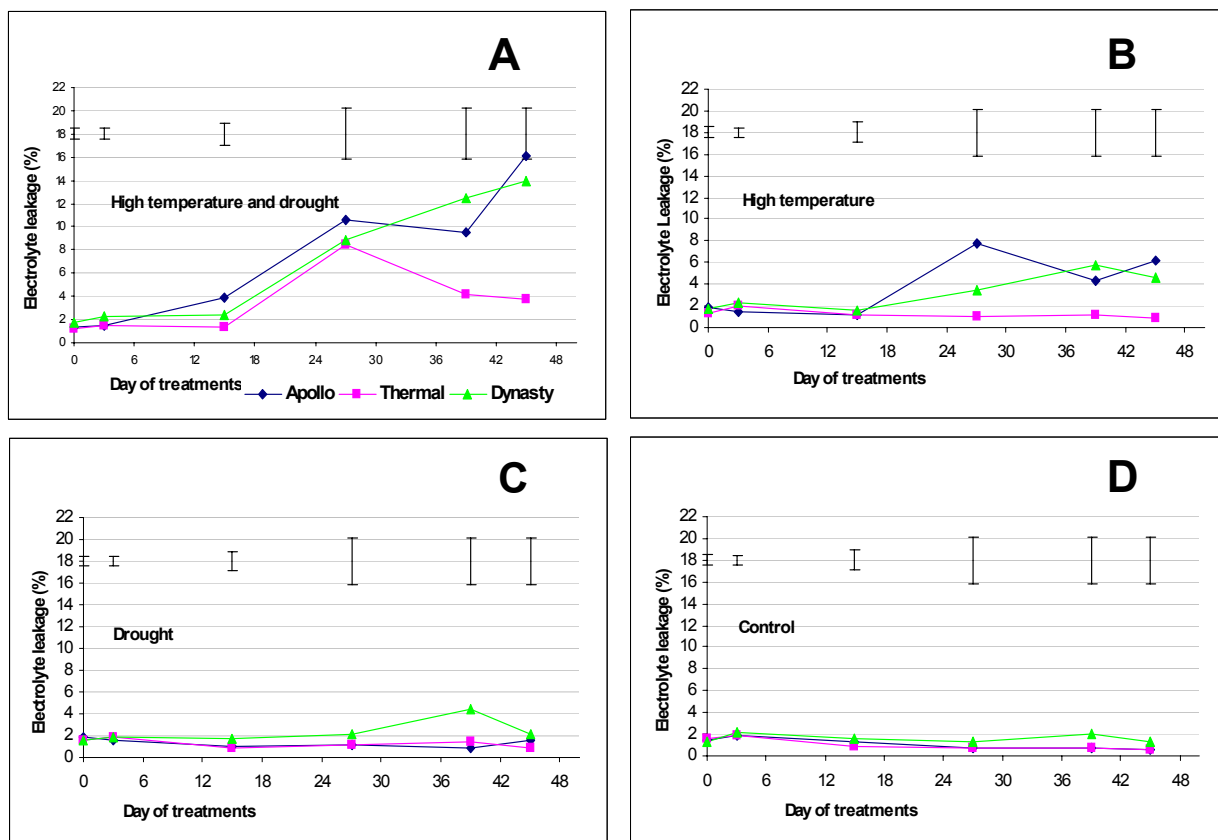 A
22
20
18
16
14
12
10
8
6
4
2
0
Electrolyte leakage (%)
High temperature and drought
0 6 12 18 24 30 36 42 48
Day of treatments
Apollo Thermal Dynasty
B
22
20
18
16
14
12
10
8
6
4
2
0
Electrolyte Leakage (%)
High temperature
0 6 12 18 24 30 36 42 48
Day of treatments
C
22
20
18
16
14
12
10
8
6
4
2
0
Electrolyte leakage (%)
Drought
0 6 12 18 24 30 36 42 48
Day of treatments
D
22
20
18
16
14
12
10
8
6
4
2
0
Electrolyte leakage (%)
Control
0 6 12 18 24 30 36 42 48
Day of treatments